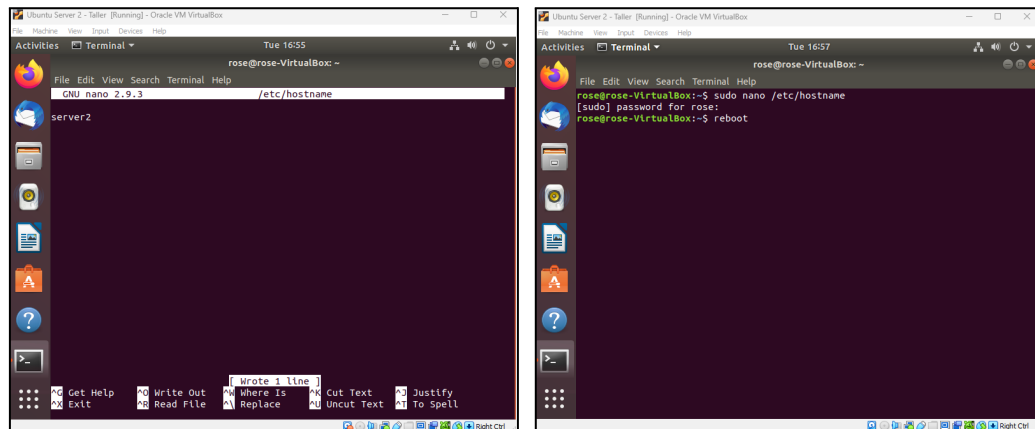 Ubuntu Server 2 - Taller [Running] - Oracle VM VirtualBox
File Machine View Input Devices Help
Activities Terminal Tue 16:55
rose@rose-VirtualBox: ~
File Edit View Search Terminal Help
GNU nano 2.9.3 /etc/hostname
server2
[ Wrote 1 line ]
^G Get Help ^O Write Out ^W Where Is ^K Cut Text ^J Justify
^X Exit ^R Read File ^\ Replace ^U Uncut Text ^T To Spell
Right Ctrl
Ubuntu Server 2 - Taller [Running] - Oracle VM VirtualBox
File Machine View Input Devices Help
Activities Terminal Tue 16:57
rose@rose-VirtualBox: ~
File Edit View Search Terminal Help
rose@rose-VirtualBox:~$ sudo nano /etc/hostname
[sudo] password for rose:
rose@rose-VirtualBox:~$ reboot
Right Ctrl